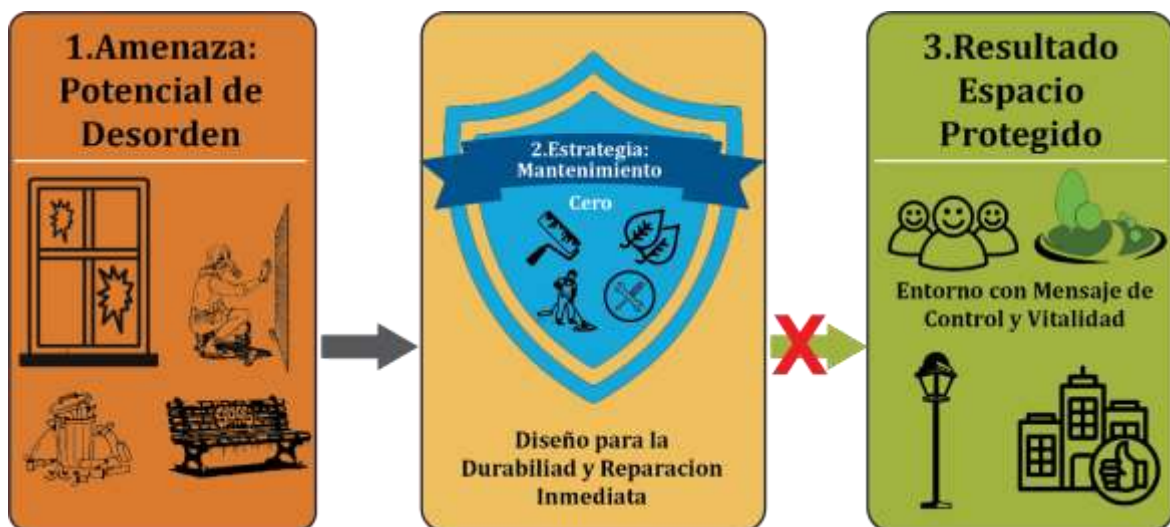 1.Amenaza:
Potencial de
Desorden
2.Estrategia:
Mantenimiento
Cero
Diseño para la
Durabiliad y Reparacion
Inmediata
X
3.Resultado
Espacio
Protegido
Entorno con Mensaje de
Control y Vitalidad